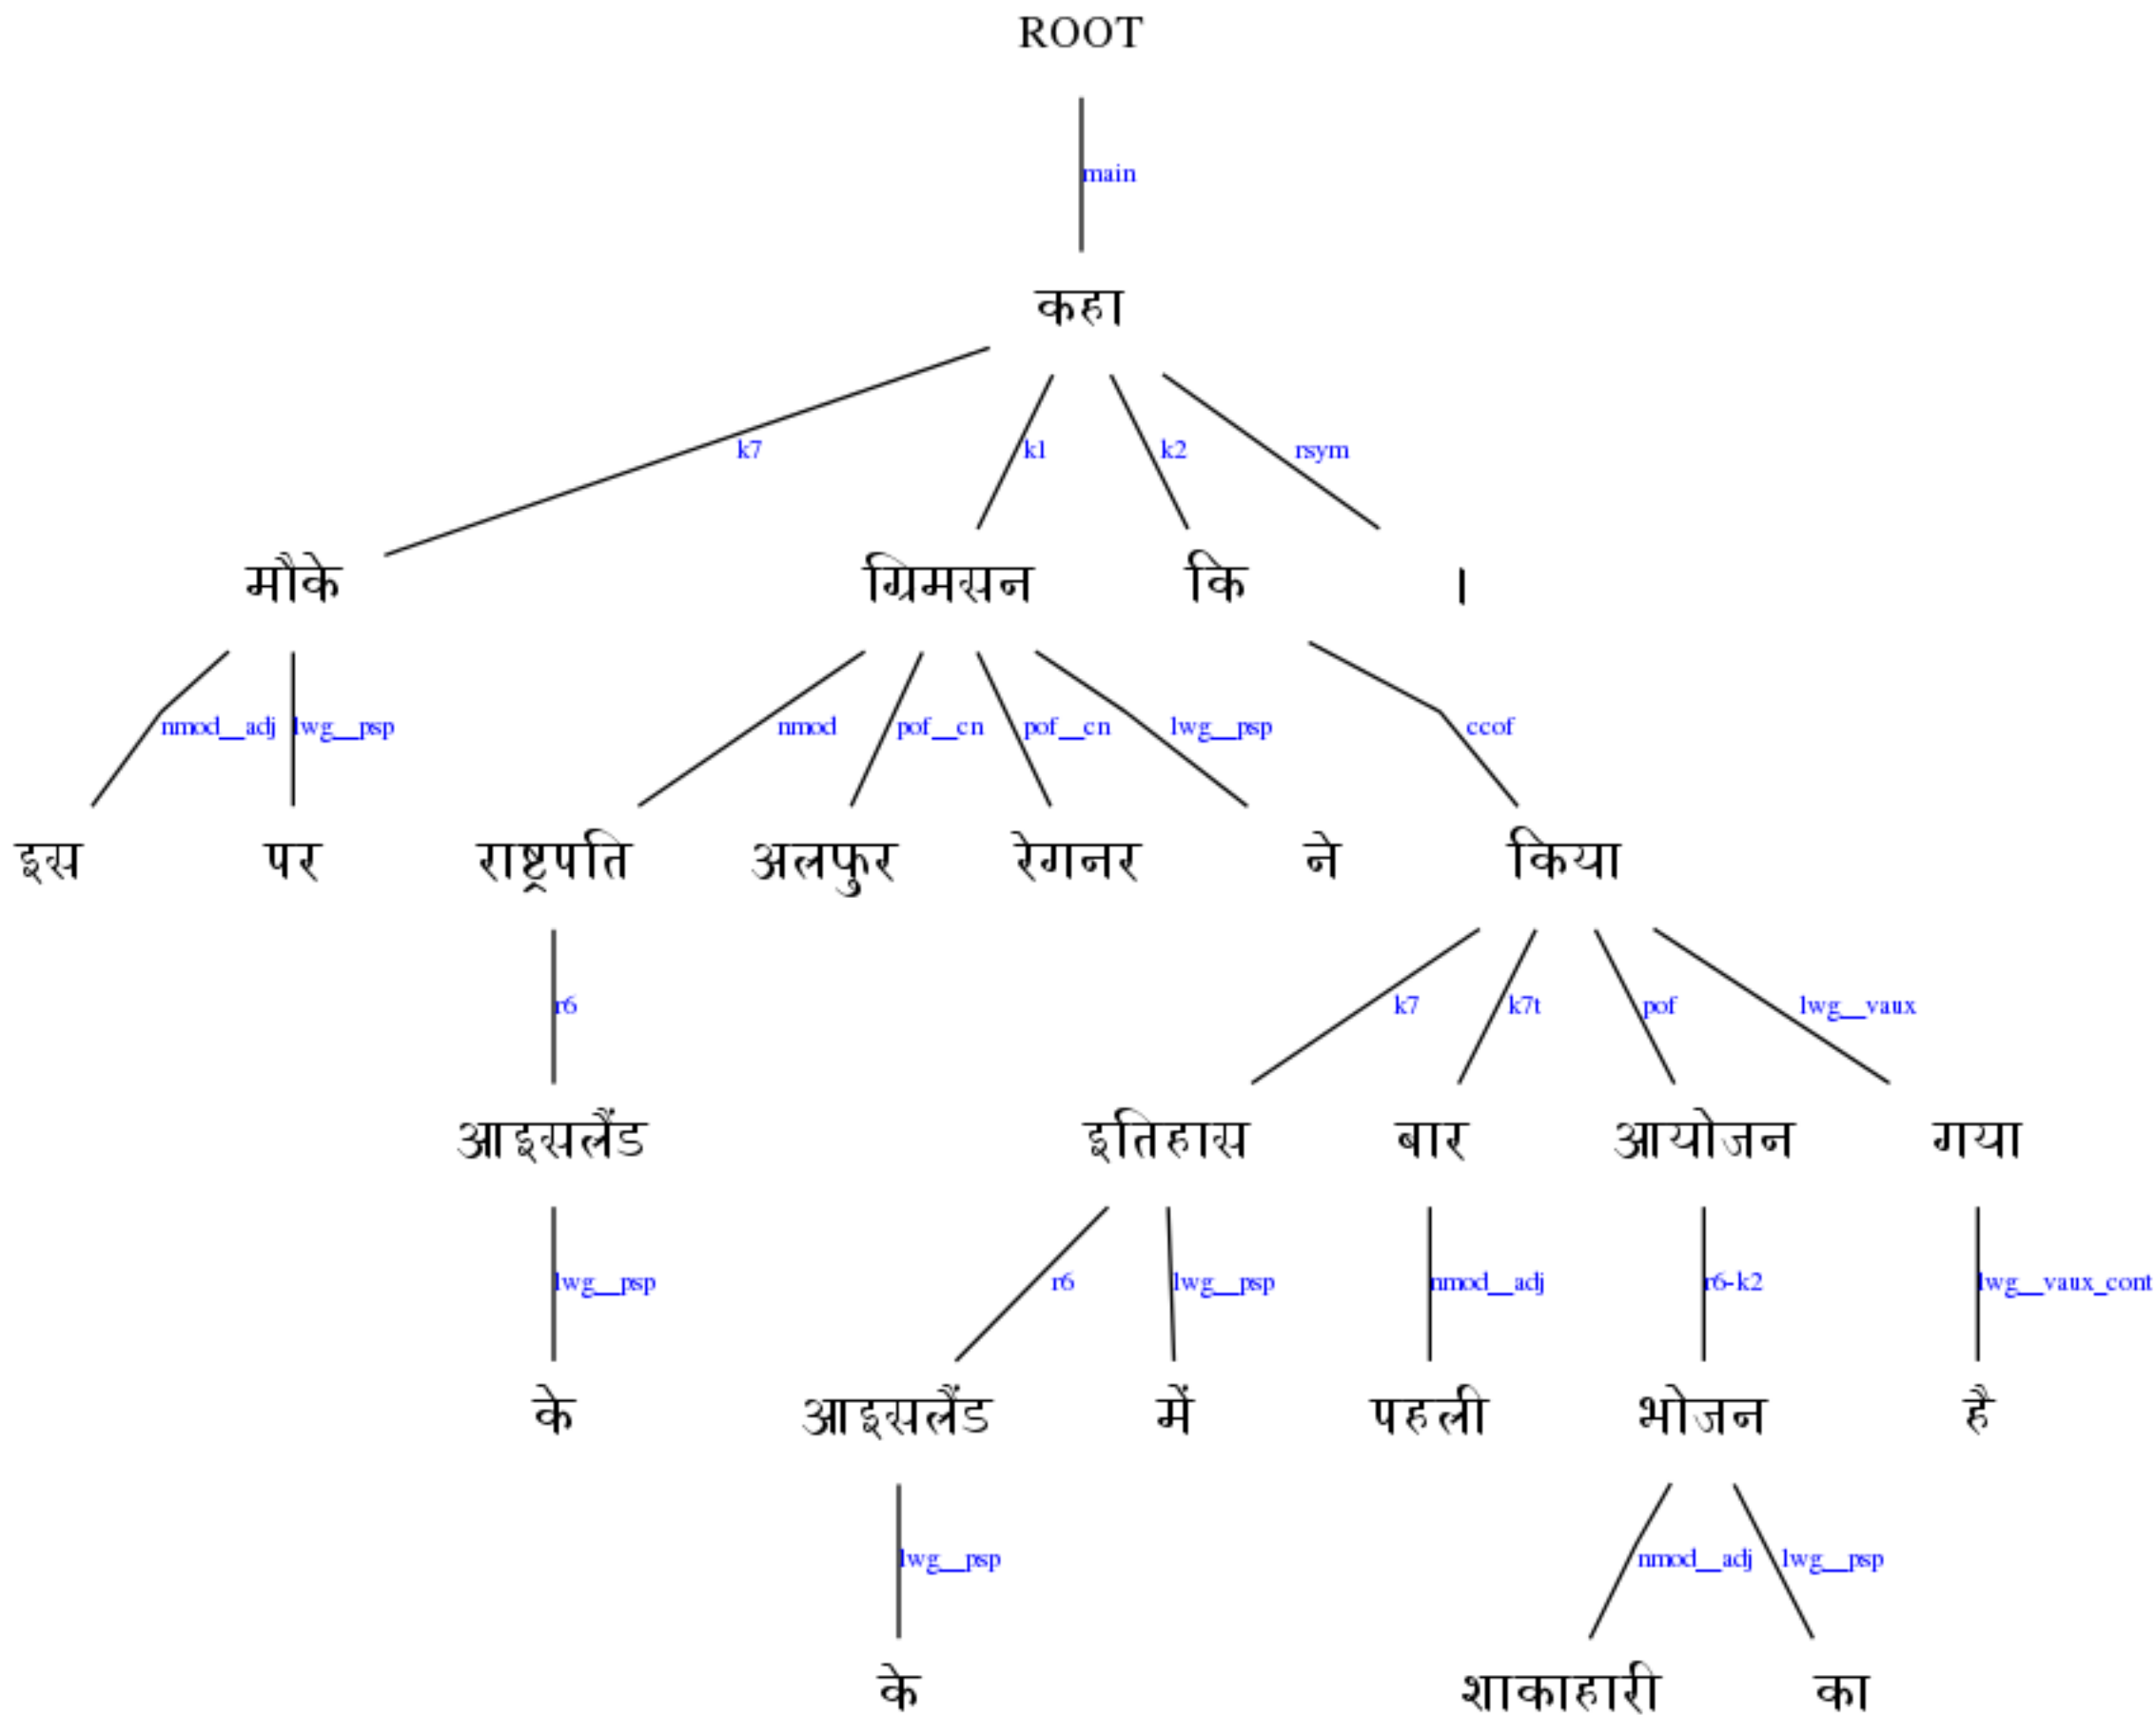 ROOT
main
कहा
k7 k1 k2 rsym
मौके ग्रिमसन कि ।
nmod__adj lwg__psp nmod pof__cn pof__cn lwg__psp ccof
इस पर राष्ट्रपति अलफुर रेगनर ने किया
r6 k7 k7t pof lwg__vaux
आइसलैंड इतिहास बार आयोजन गया
lwg__psp r6 lwg__psp nmod__adj r6-k2 lwg__vaux_cont
के आइसलैंड में पहली भोजन है
lwg__psp nmod__adj lwg__psp
के शाकाहारी का